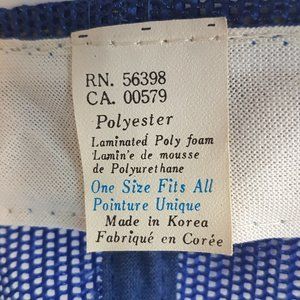 RN. 56398
CA. 00579
Polyester
Laminated Poly foam
Lamin'e de mousse
de Polyurethane
One Size Fits All
Pointure Unique
Made in Korea
Fabriqué en Corée